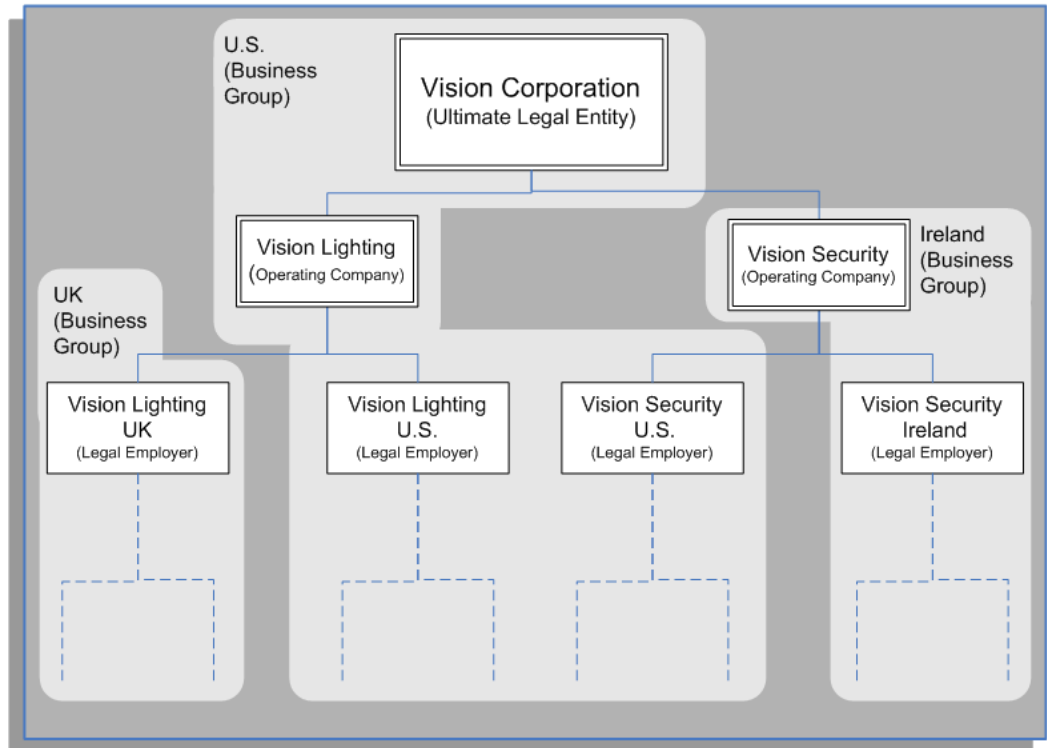 U.S.
(Business
Group)
Vision Corporation
(Ultimate Legal Entity)
Vision Lighting
(Operating Company)
Vision Security
(Operating Company)
Ireland
(Business
Group)
UK
(Business
Group)
Vision Lighting
UK
(Legal Employer)
Vision Lighting
U.S.
(Legal Employer)
Vision Security
U.S.
(Legal Employer)
Vision Security
Ireland
(Legal Employer)